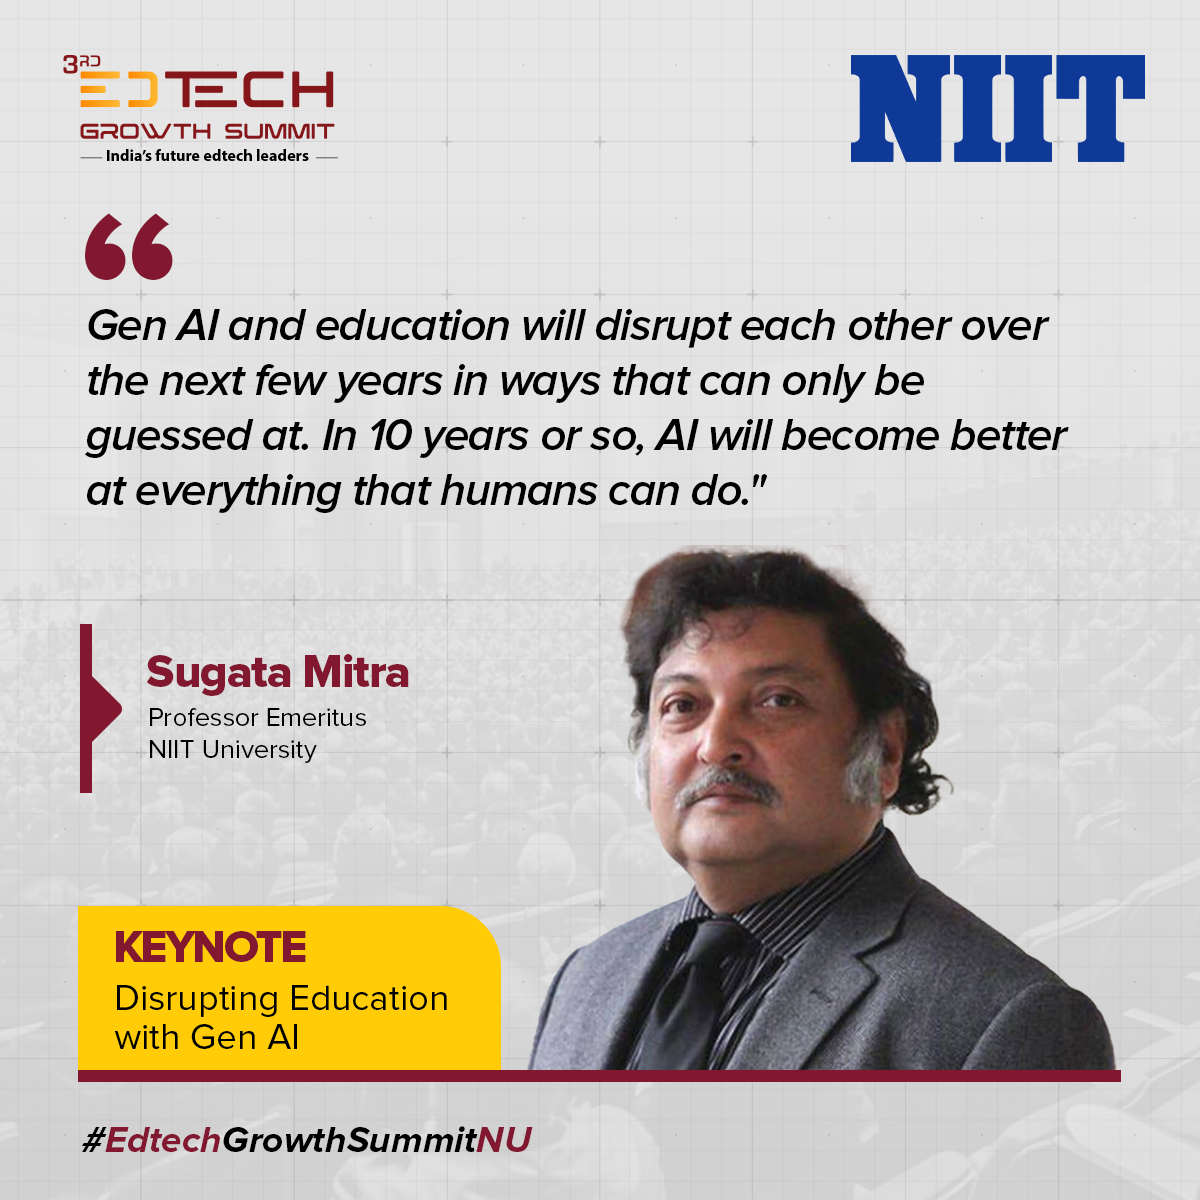 3RD
EDTECH
GROWTH SUMMIT
India's future edtech leaders
NIIT
“
Gen AI and education will disrupt each other over
the next few years in ways that can only be
guessed at. In 10 years or so, AI will become better
at everything that humans can do."
Sugata Mitra
Professor Emeritus
NIIT University
KEYNOTE
Disrupting Education
with Gen AI
#EdtechGrowthSummitNU